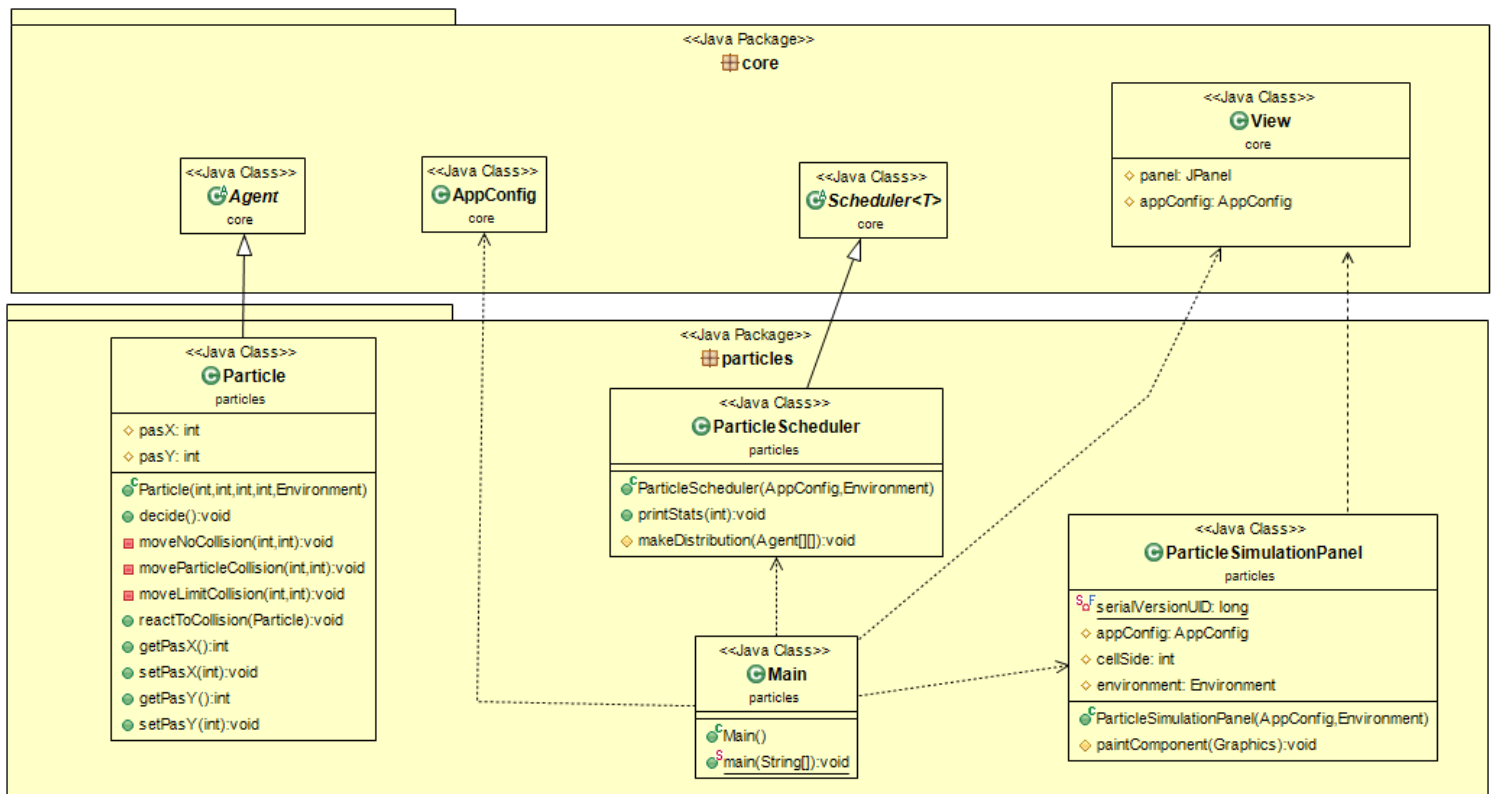 <<Java Package>>
core
<<Java Class>>
Agent
core
<<Java Class>>
AppConfig
core
<<Java Class>>
Scheduler<T>
core
<<Java Class>>
View
core
panel: JPanel
appConfig: AppConfig
<<Java Package>>
particles
<<Java Class>>
Particle
particles
pasX: int
pasY: int
Particle(int,int,int,int,Environment)
decide():void
moveNoCollision(int,int):void
moveParticleCollision(int,int):void
moveLimitCollision(int,int):void
reactToCollision(Particle):void
getPasX():int
setPasX(int):void
getPasY():int
setPasY(int):void
<<Java Class>>
ParticleScheduler
particles
ParticleScheduler(AppConfig,Environment)
printStats(int):void
makeDistribution(Agent[][]):void
<<Java Class>>
Main
particles
Main()
main(String[]):void
<<Java Class>>
ParticleSimulationPanel
particles
serialVersionUID: long
appConfig: AppConfig
cellSide: int
environment: Environment
ParticleSimulationPanel(AppConfig,Environment)
paintComponent(Graphics):void